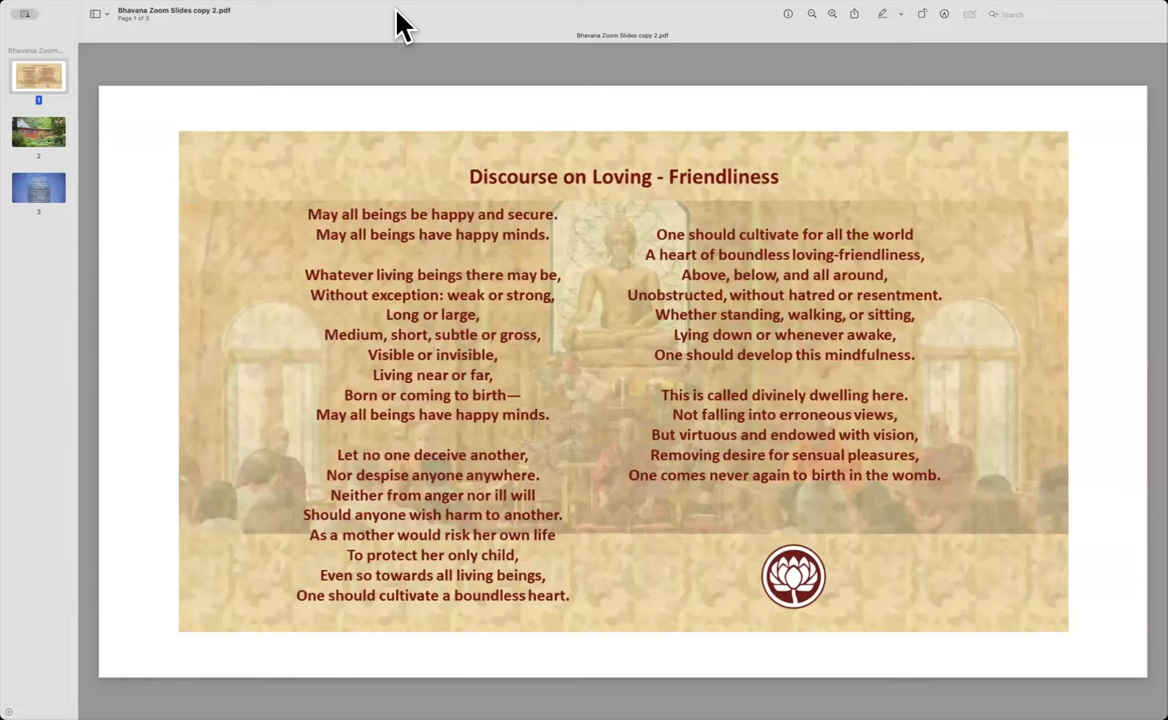 Bhavana Zoom Slides copy 2.pdf
Page 1 of 3
Search
Bhavana Zoom Slides copy 2.pdf
Bhavana Zoom...
1
2
3
Discourse on Loving - Friendliness
May all beings be happy and secure.
May all beings have happy minds.
Whatever living beings there may be,
Without exception: weak or strong,
Long or large,
Medium, short, subtle or gross,
Visible or invisible,
Living near or far,
Born or coming to birth—
May all beings have happy minds.
Let no one deceive another,
Nor despise anyone anywhere.
Neither from anger nor ill will
Should anyone wish harm to another.
As a mother would risk her own life
To protect her only child,
Even so towards all living beings,
One should cultivate a boundless heart.
One should cultivate for all the world
A heart of boundless loving-friendliness,
Above, below, and all around,
Unobstructed, without hatred or resentment.
Whether standing, walking, or sitting,
Lying down or whenever awake,
One should develop this mindfulness.
This is called divinely dwelling here.
Not falling into erroneous views,
But virtuous and endowed with vision,
Removing desire for sensual pleasures,
One comes never again to birth in the womb.